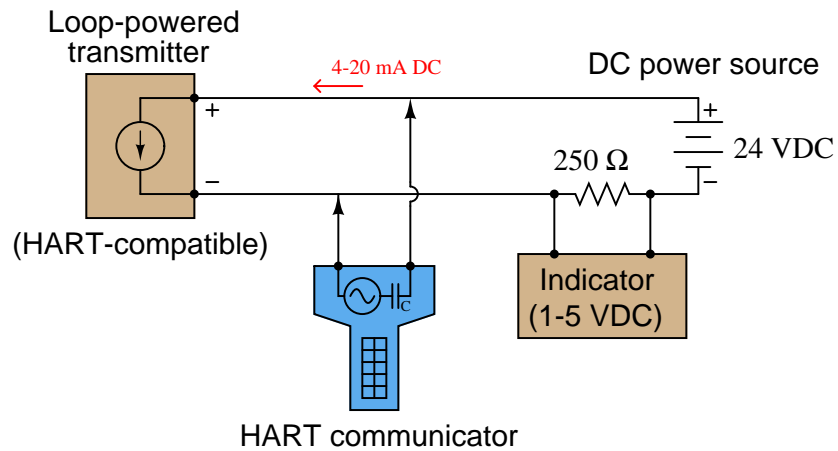 Loop-powered
transmitter
4-20 mA DC
DC power source
+
+
250 Ω
24 VDC
−
−
(HART-compatible)
C
Indicator
(1-5 VDC)
HART communicator